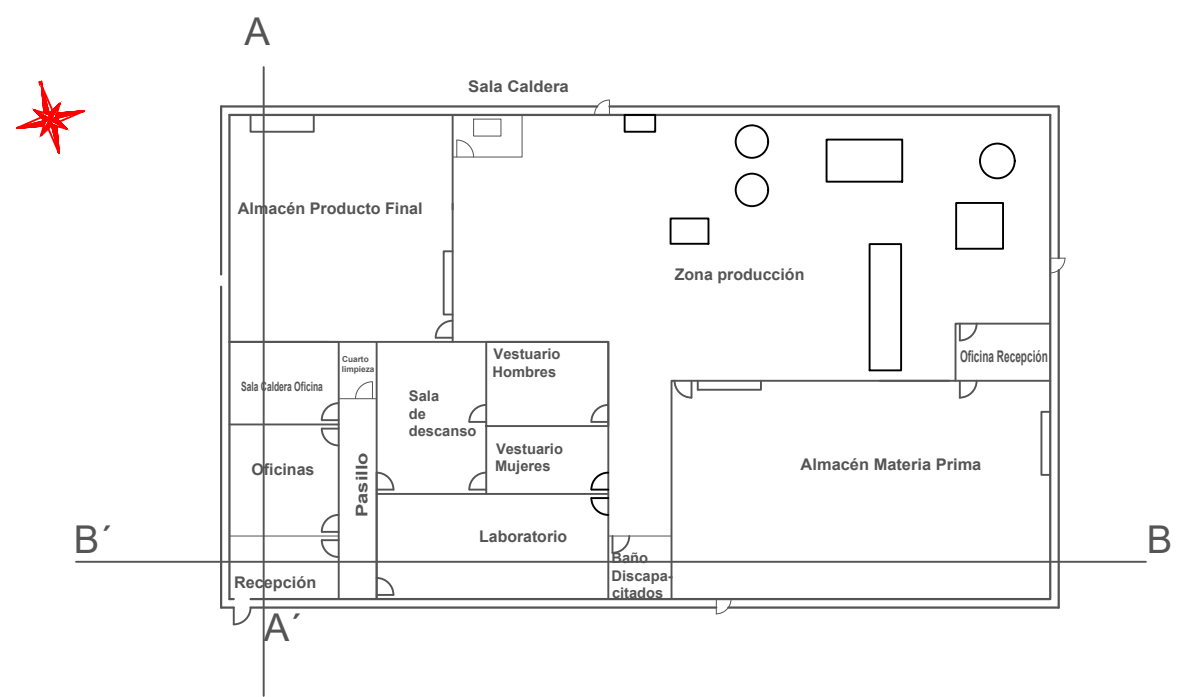 A
Sala Caldera
Almacén Producto Final
Zona producción
Sala Caldera Oficina
Cuarto
limpieza
Vestuario
Hombres
Oficina Recepción
Sala
de
descanso
Vestuario
Mujeres
Oficinas
Pasillo
Almacén Materia Prima
Laboratorio
B´
B
Baño
Discapa-
citados
Recepción
A´